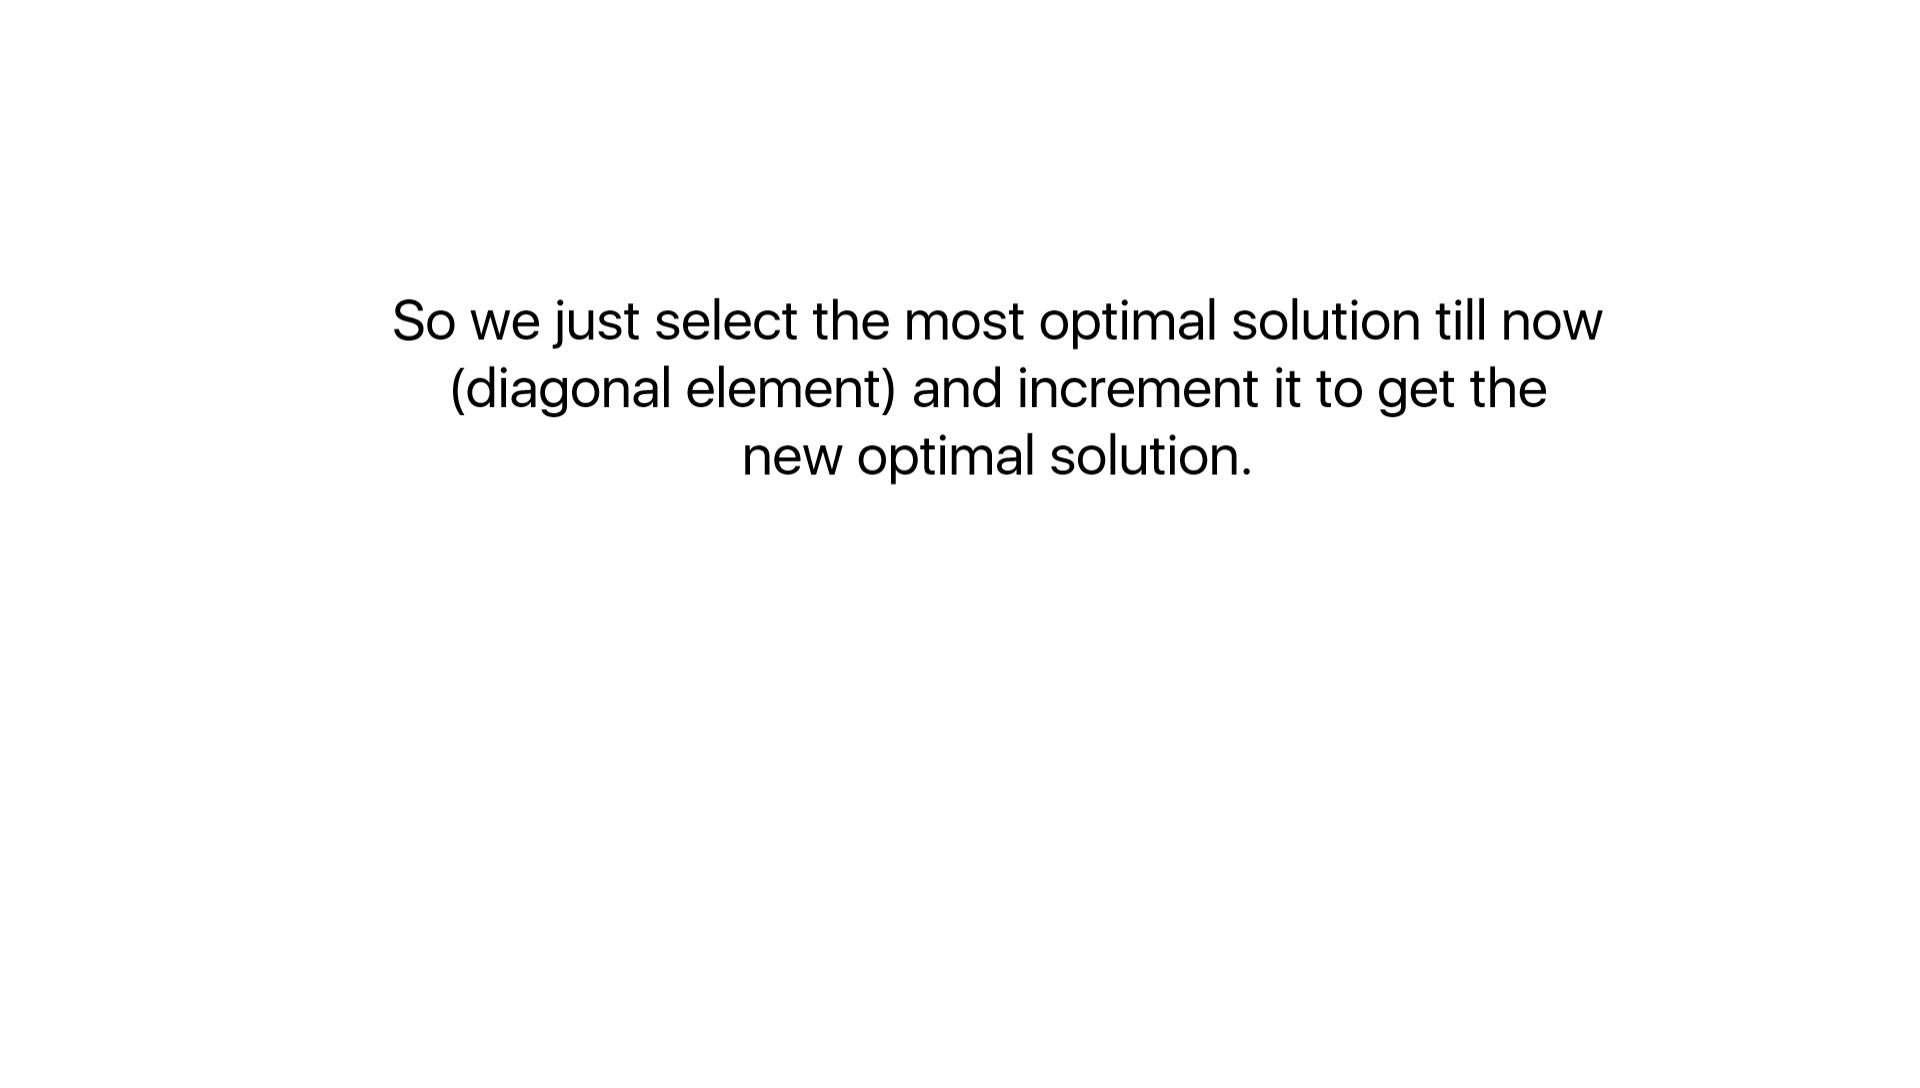 So we just select the most optimal solution till now
(diagonal element) and increment it to get the
new optimal solution.